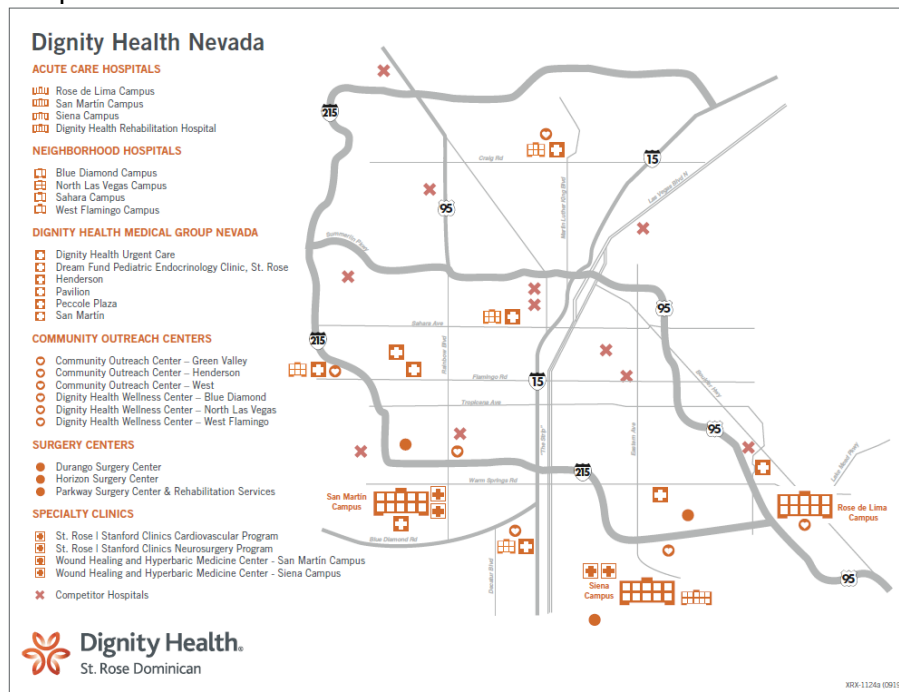 Dignity Health Nevada
ACUTE CARE HOSPITALS
Rose de Lima Campus
San Martín Campus
Siena Campus
Dignity Health Rehabilitation Hospital
NEIGHBORHOOD HOSPITALS
Blue Diamond Campus
North Las Vegas Campus
Sahara Campus
West Flamingo Campus
DIGNITY HEALTH MEDICAL GROUP NEVADA
Dignity Health Urgent Care
Dream Fund Pediatric Endocrinology Clinic, St. Rose
Henderson
Pavilion
Peccole Plaza
San Martín
COMMUNITY OUTREACH CENTERS
Community Outreach Center – Green Valley
Community Outreach Center – Henderson
Community Outreach Center – West
Dignity Health Wellness Center – Blue Diamond
Dignity Health Wellness Center – North Las Vegas
Dignity Health Wellness Center – West Flamingo
SURGERY CENTERS
Durango Surgery Center
Horizon Surgery Center
Parkway Surgery Center & Rehabilitation Services
SPECIALTY CLINICS
St. Rose | Stanford Clinics Cardiovascular Program
St. Rose | Stanford Clinics Neurosurgery Program
Wound Healing and Hyperbaric Medicine Center - San Martín Campus
Wound Healing and Hyperbaric Medicine Center - Siena Campus
Competitor Hospitals
Dignity Health.
St. Rose Dominican
215
15
Craig Rd
Martin Luther King Blvd
Las Vegas Blvd N
95
Summerlin Pkwy
95
Sahara Ave
215
Rainbow Blvd
Flamingo Rd
15
Boulder Hwy
Tropicana Ave
95
"The Strip"
Eastern Ave
Lake Mead Pkwy
215
Warm Springs Rd
San Martín
Campus
Rose de Lima
Campus
Blue Diamond Rd
Decatur Blvd
Siena
Campus
95
XRX-1124a (0919